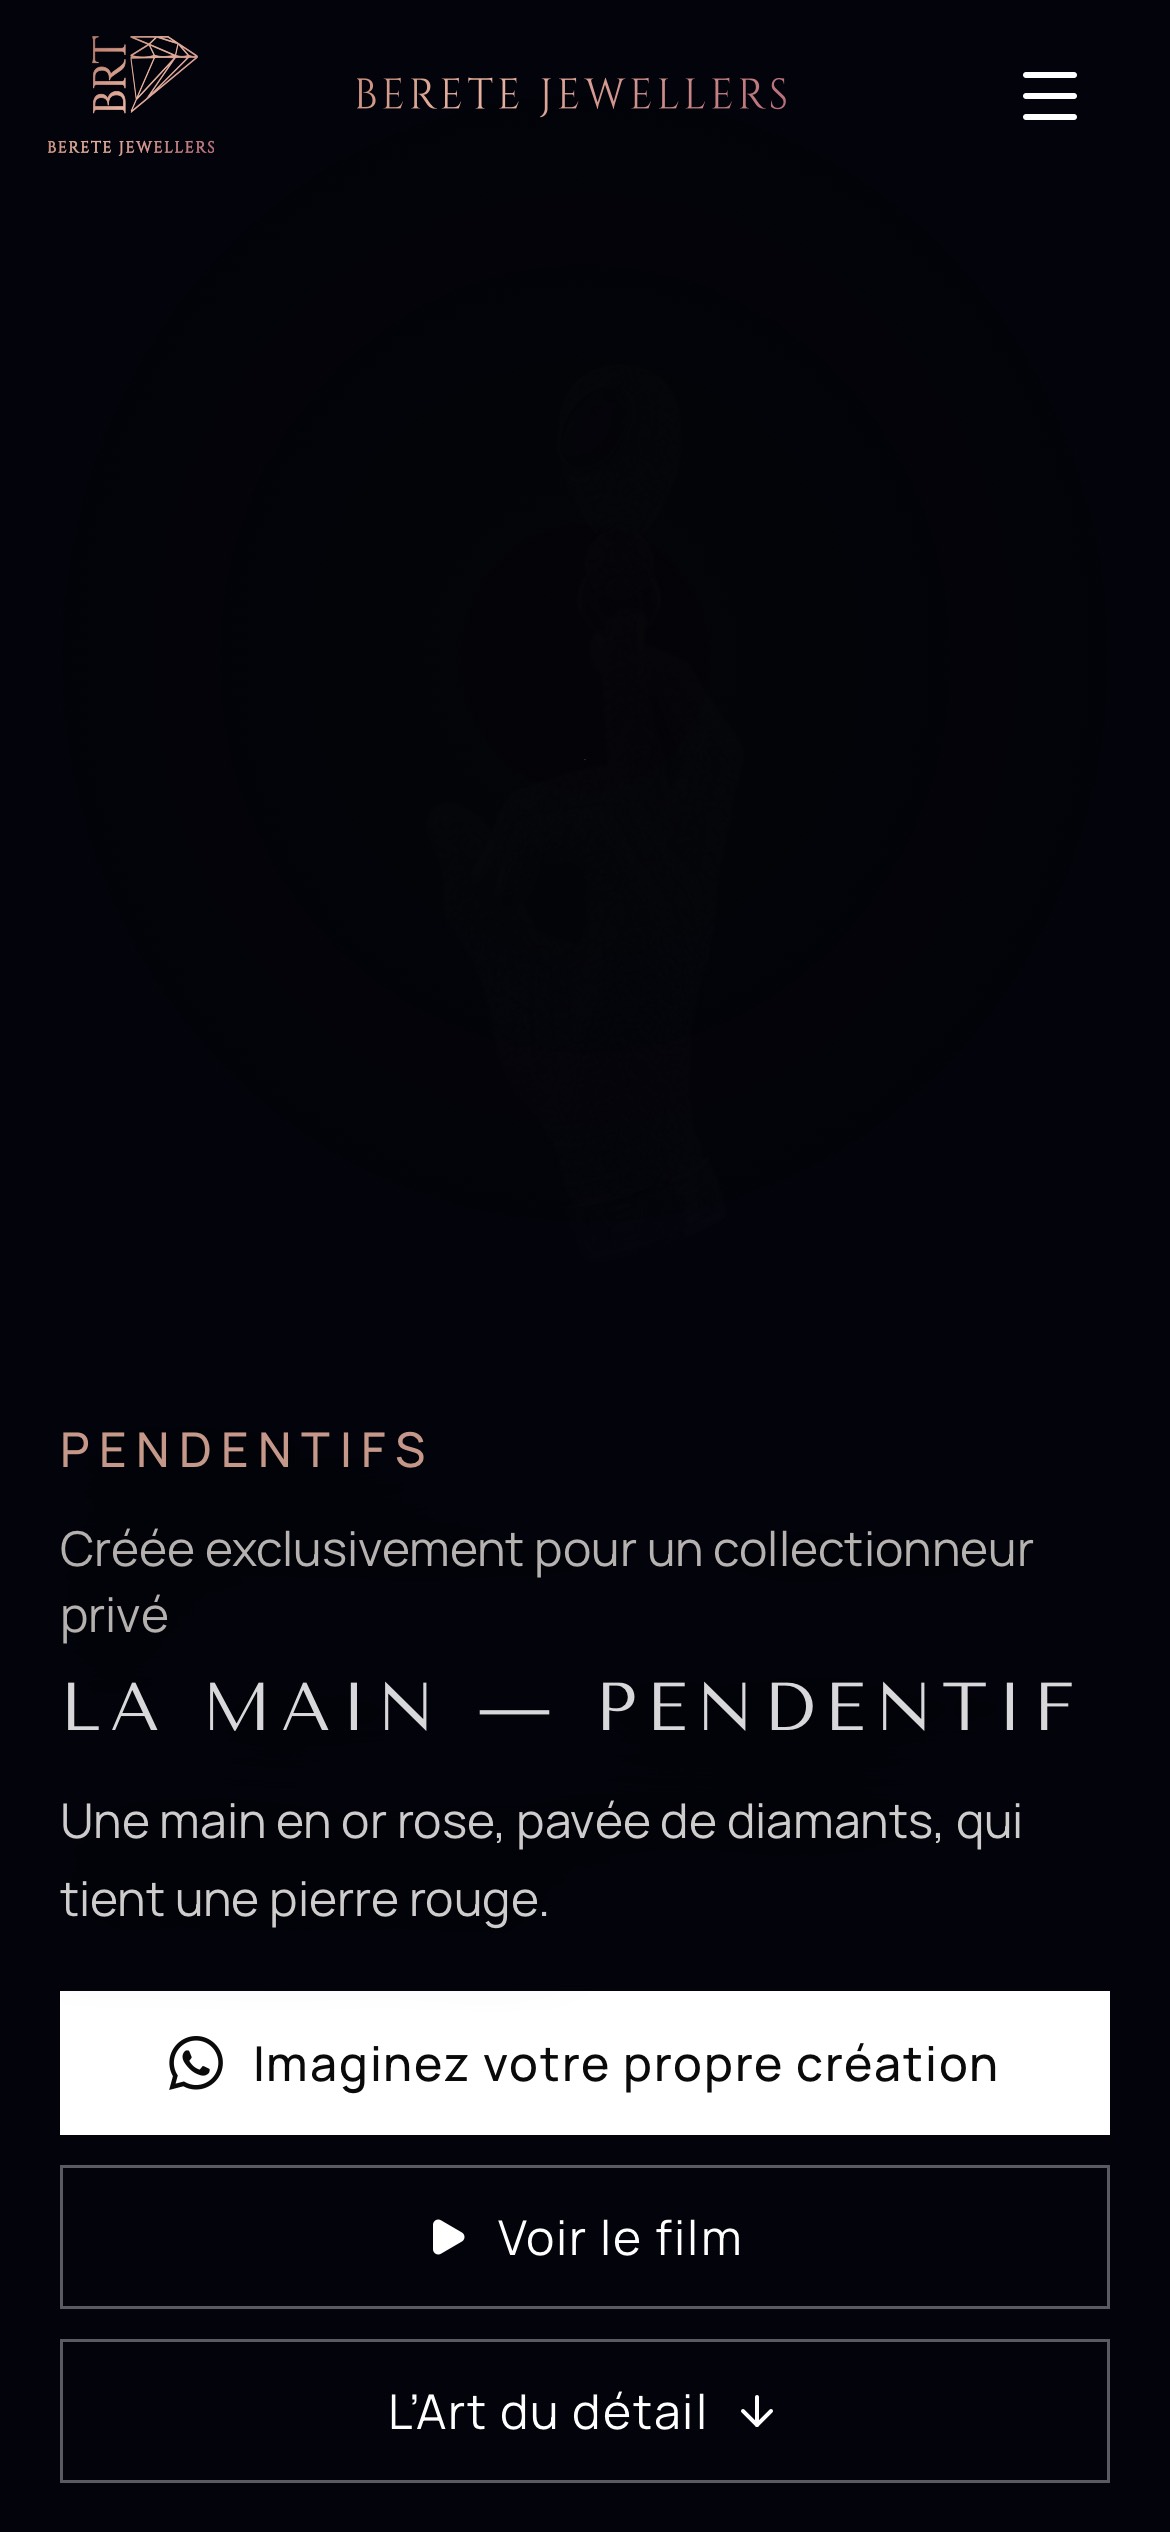 BRT
BERETE JEWELLERS
BERETE JEWELLERS
PENDENTIFS
Créée exclusivement pour un collectionneur
privé
LA MAIN — PENDENTIF
Une main en or rose, pavée de diamants, qui
tient une pierre rouge.
Imaginez votre propre création
Voir le film
L’Art du détail ↓